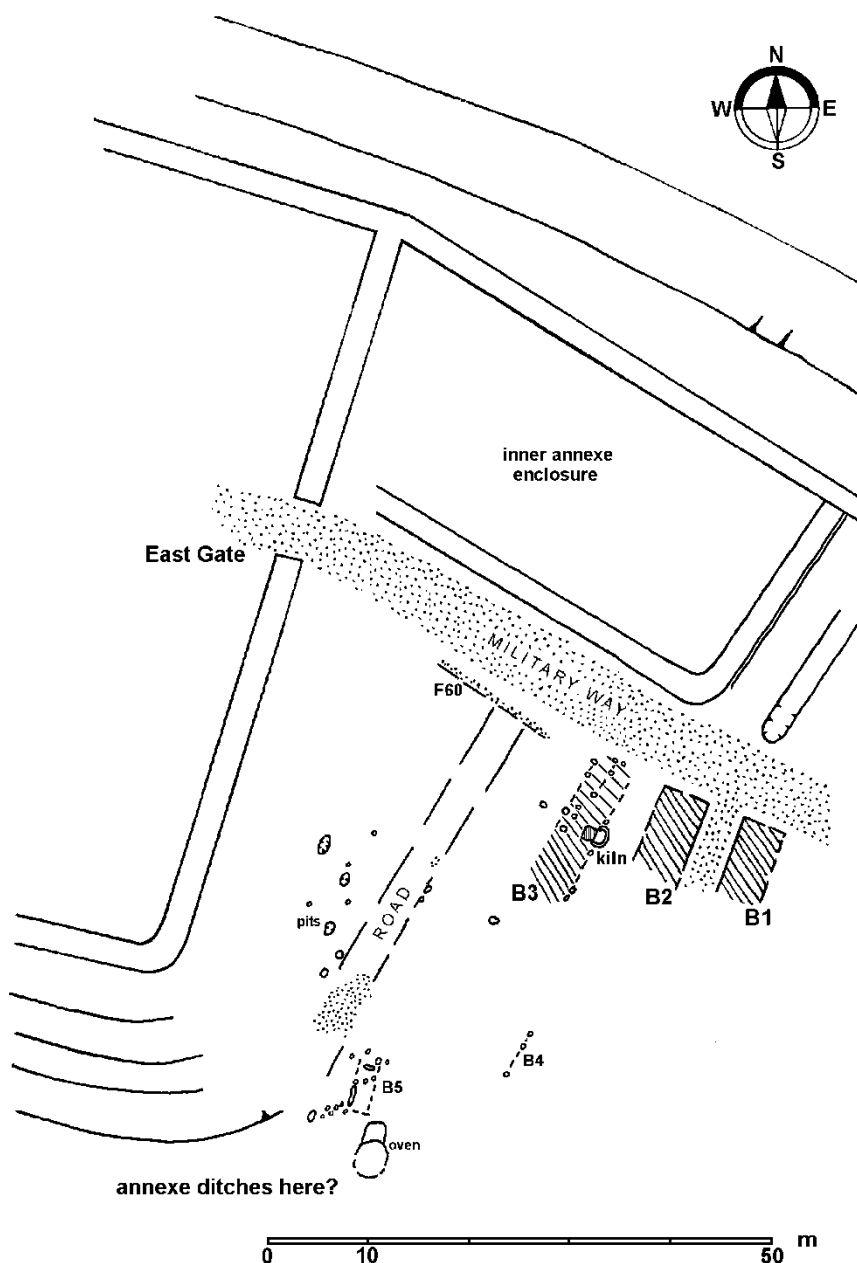 N
W E
S
inner annexe
enclosure
East Gate
MILITARY WAY
F60
kiln
B3
B2
B1
ROAD
pits
B4
B5
oven
annexe ditches here?
0 10 50 m